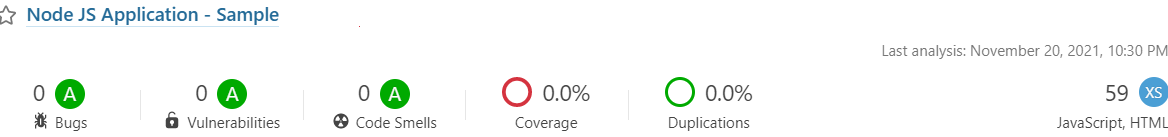 Node JS Application - Sample
Last analysis: November 20, 2021, 10:30 PM
0 A 0 A 0 A 0.0% 0.0% 59 XS
Bugs Vulnerabilities Code Smells Coverage Duplications JavaScript, HTML